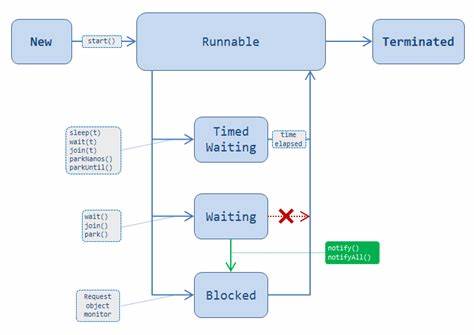 New
start()
Runnable
Terminated
sleep(t)
wait(t)
join(t)
parkNanos()
parkUntil()
Timed
Waiting
time
elapsed
wait()
join()
park()
Waiting
notify()
notifyAll()
Request
object
monitor
Blocked